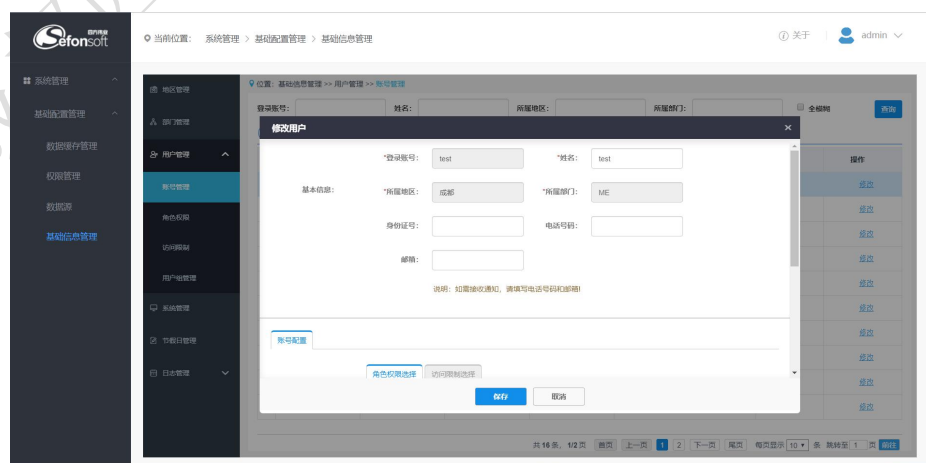 Sefonsoft 四方伟业
当前位置： 系统管理 > 基础配置管理 > 基础信息管理
关于 admin
系统管理
基础配置管理
数据缓存管理
权限管理
数据源
基础信息管理
地区管理
部门管理
用户管理
账号管理
角色权限
访问限制
用户组管理
系统管理
节假日管理
日志管理
位置：基础信息管理 >> 用户管理 >> 账号管理
登录账号： 姓名： 所属地区： 所属部门： 全模糊 查询
修改用户 ×
操作
*登录账号： test *姓名： test
基本信息： *所属地区： 成都 *所属部门： ME
身份证号： 电话号码：
邮箱：
说明：如需接收通知，请填写电话号码和邮箱!
账号配置
角色权限选择 访问限制选择
保存 取消
修改
修改
修改
修改
修改
修改
修改
修改
修改
修改
共 16 条，1/2 页 首页 上一页 1 2 下一页 尾页 每页显示 10 条 跳转至 1 页 前往